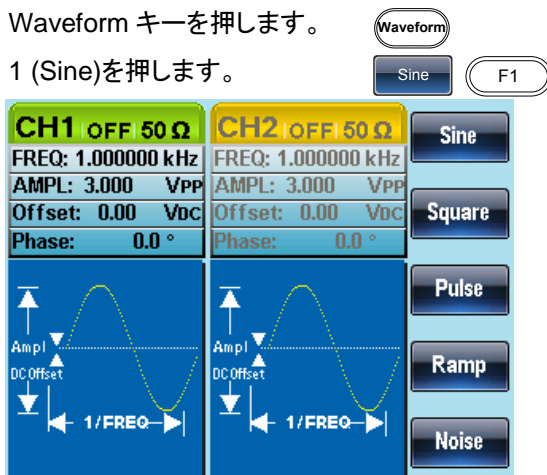 Waveform キーを押します。 Waveform
1 (Sine)を押します。 Sine F1
CH1 OFF 50 Ω CH2 OFF 50 Ω Sine
FREQ: 1.000000 kHz FREQ: 1.000000 kHz
AMPL: 3.000 VPP AMPL: 3.000 VPP
Offset: 0.00 VDC Offset: 0.00 VDC Square
Phase: 0.0 ° Phase: 0.0 °
Pulse
Ampl Ampl
DC Offset DC Offset Ramp
1/FREQ 1/FREQ
Noise